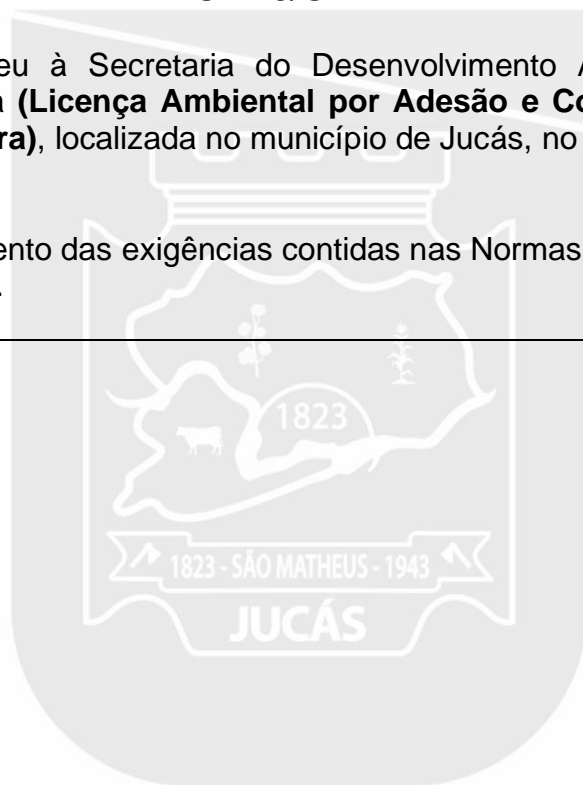 eu à Secretaria do Desenvolvimento A
(Licença Ambiental por Adesão e Co
ra), localizada no município de Jucás, no
ento das exigências contidas nas Normas
.
1823
1823 - SÃO MATHEUS - 1943
JUCÁS